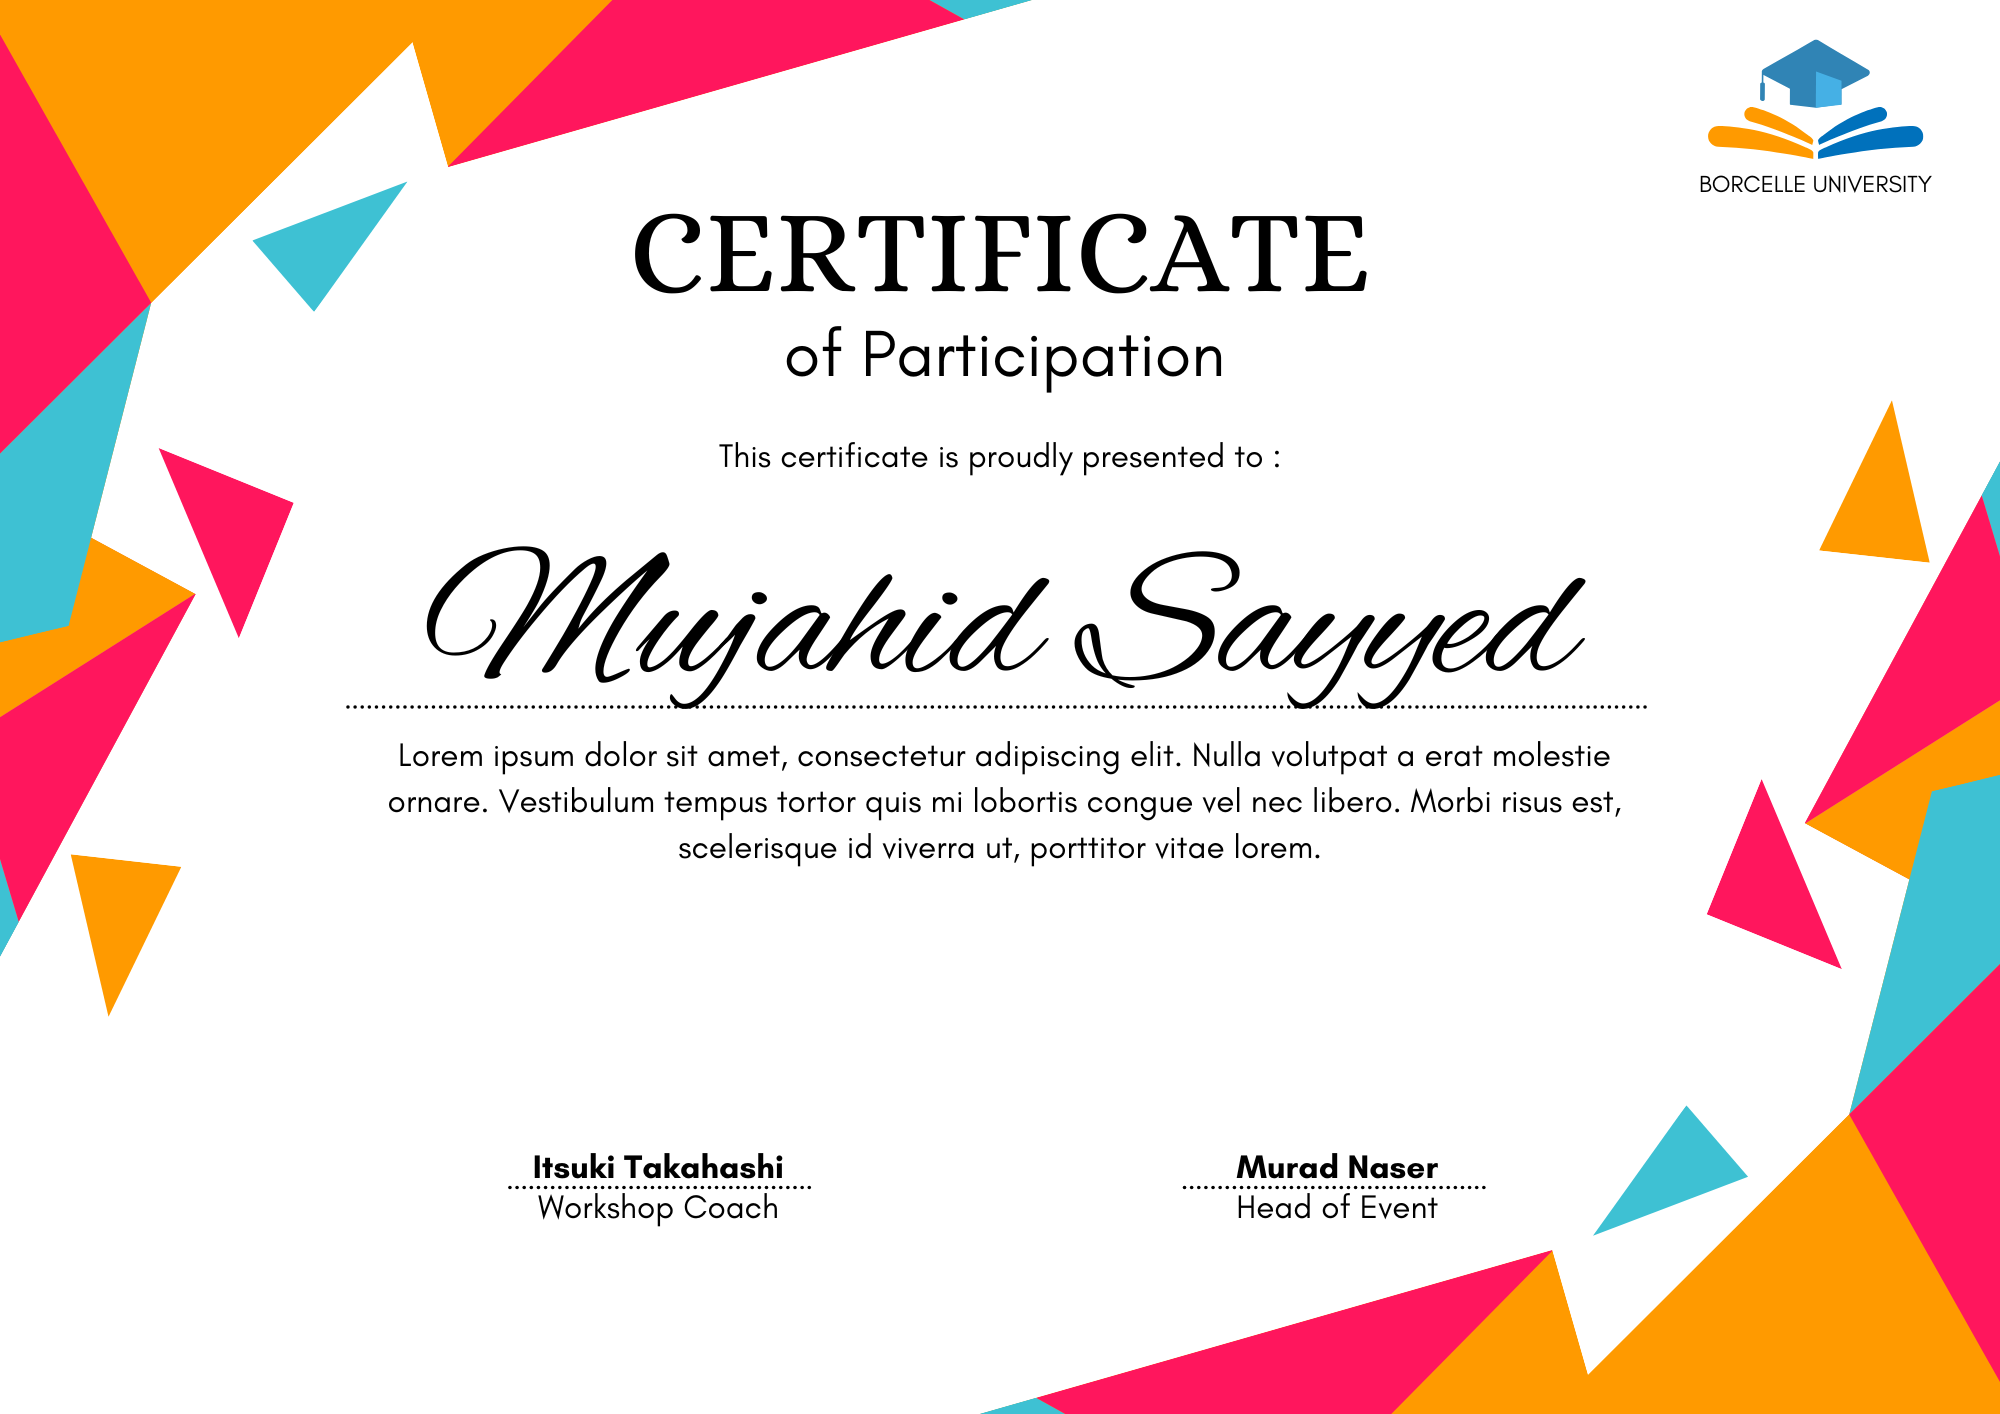 BORCELLE UNIVERSITY
CERTIFICATE
of Participation
This certificate is proudly presented to :
Mujahid Sayyed
Lorem ipsum dolor sit amet, consectetur adipiscing elit. Nulla volutpat a erat molestie
ornare. Vestibulum tempus tortor quis mi lobortis congue vel nec libero. Morbi risus est,
scelerisque id viverra ut, porttitor vitae lorem.
Itsuki Takahashi
Workshop Coach
Murad Naser
Head of Event